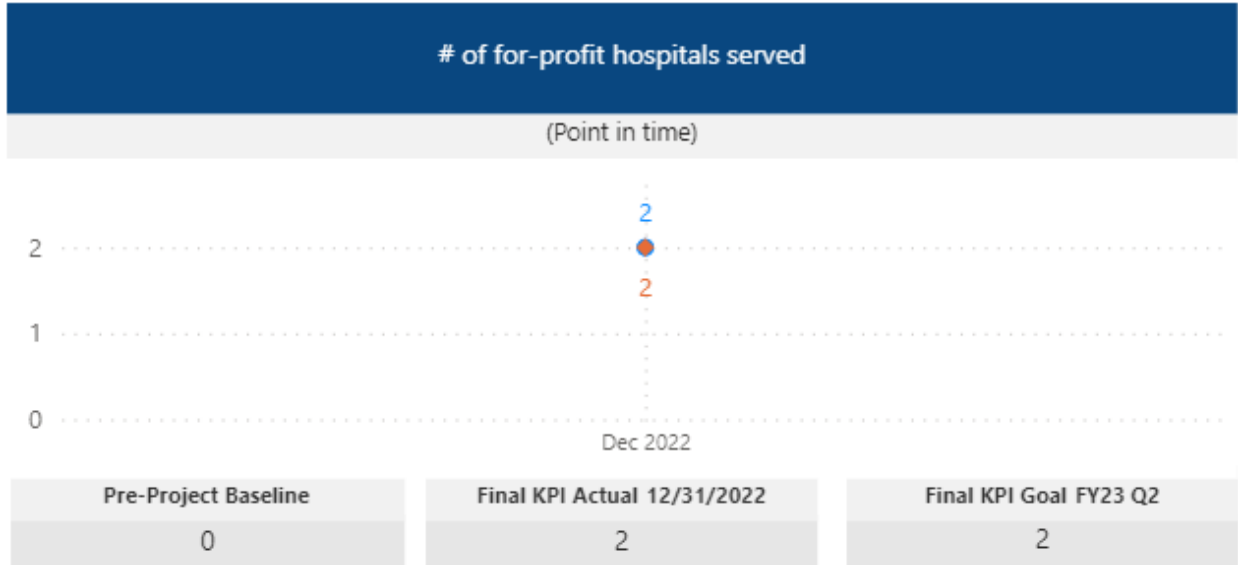 # of for-profit hospitals served
(Point in time)
2
2
2
1
0
Dec 2022
Pre-Project Baseline Final KPI Actual 12/31/2022 Final KPI Goal FY23 Q2
0 2 2